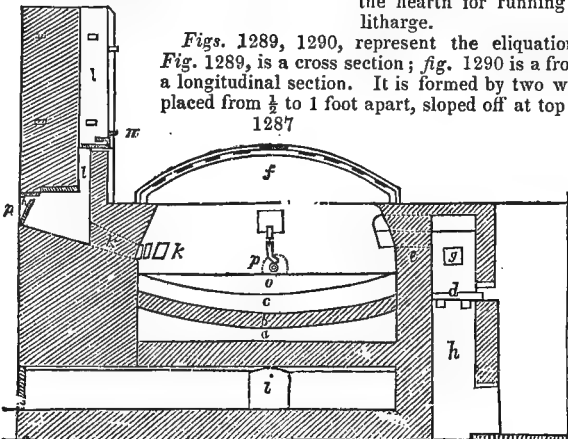 the hearth for running
litharge.
Figs. 1289, 1290, represent the eliquation
Fig. 1289, is a cross section; fig. 1290 is a fro
a longitudinal section. It is formed by two w
placed from ½ to 1 foot apart, sloped off at top
1287
l
m
l
f
p
k
p
e
g
o
d
c
b
a
h
i